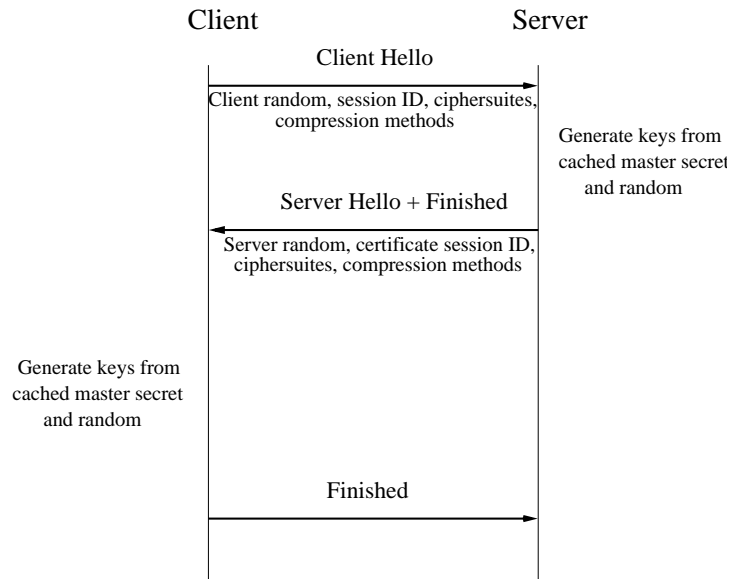 Client
Server
Client Hello
Client random, session ID, ciphersuites,
compression methods
Generate keys from
cached master secret
and random
Server Hello + Finished
Server random, certificate session ID,
ciphersuites, compression methods
Generate keys from
cached master secret
and random
Finished